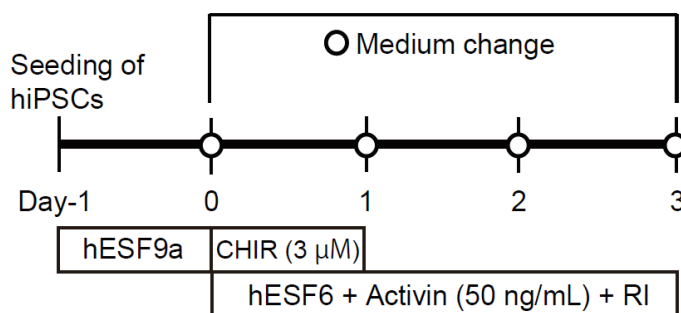 Medium change
Seeding of
hiPSCs
Day-1 0 1 2 3
hESF9a CHIR (3 μM)
hESF6 + Activin (50 ng/mL) + RI